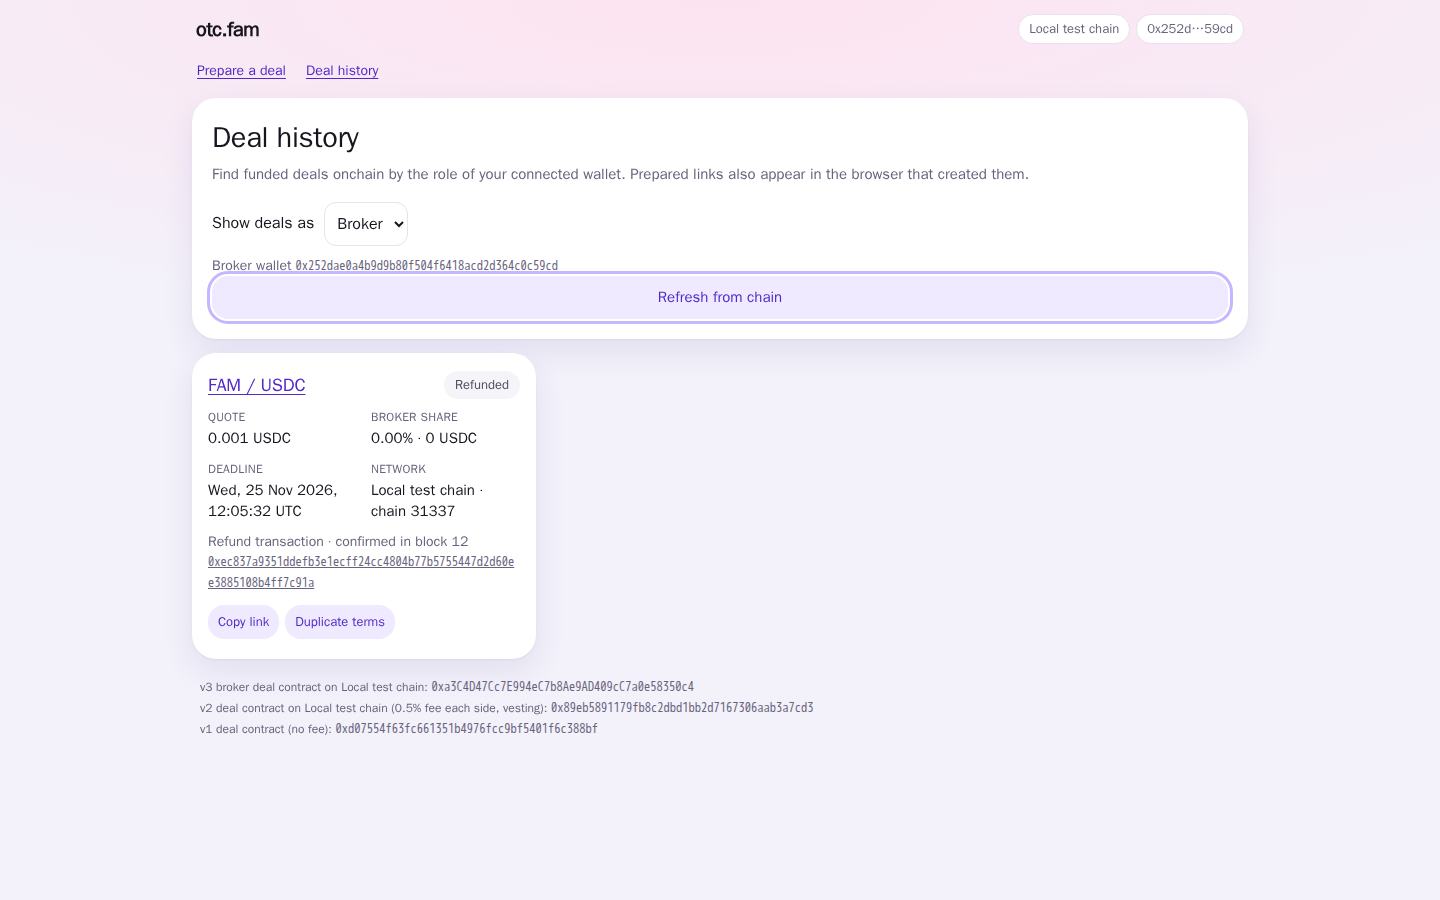 otc.fam
Local test chain
0x252d···59cd
Prepare a deal
Deal history
Deal history
Find funded deals onchain by the role of your connected wallet. Prepared links also appear in the browser that created them.
Show deals as
Broker
Broker wallet 0x252dae0a4b9d9b80f504f6418acd2d364c0c59cd
Refresh from chain
FAM / USDC
Refunded
QUOTE
BROKER SHARE
0.001 USDC
0.00% · 0 USDC
DEADLINE
NETWORK
Wed, 25 Nov 2026,
Local test chain ·
12:05:32 UTC
chain 31337
Refund transaction · confirmed in block 12
0xec837a9351ddefb3e1ecff24cc4804b77b5755447d2d60e
e3885108b4ff7c91a
Copy link
Duplicate terms
v3 broker deal contract on Local test chain: 0xa3C4D47Cc7E994eC7b8Ae9AD409cC7a0e58350c4
v2 deal contract on Local test chain (0.5% fee each side, vesting): 0x89eb5891179fb8c2dbd1bb2d7167306aab3a7cd3
v1 deal contract (no fee): 0xd07554f63fc661351b4976fcc9bf5401f6c388bf